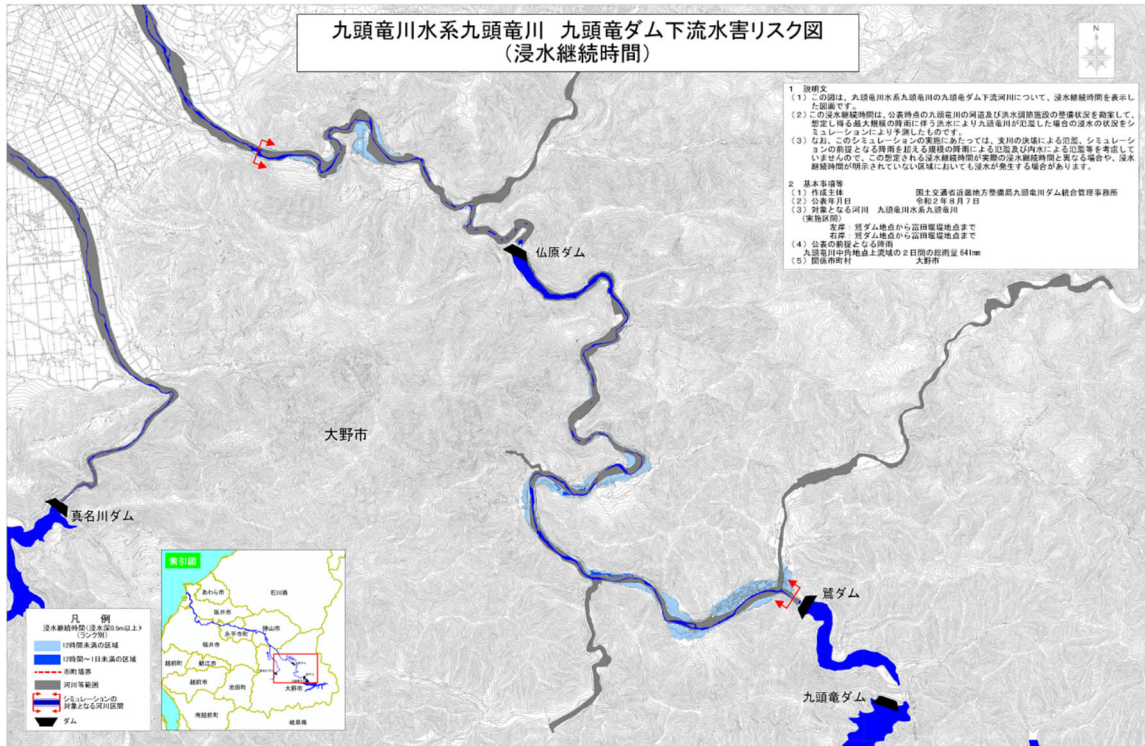 九頭竜川水系九頭竜川 九頭竜ダム下流水害リスク図
(浸水継続時間)
N
1 説明文
(1) この図は、九頭竜川水系九頭竜川の九頭竜ダム下流河川について、浸水継続時間を表示し
た図面です。
(2) この浸水継続時間は、公表時点の九頭竜川の河道及び洪水調節施設の整備状況を勘案して、
想定し得る最大規模の降雨に伴う洪水により九頭竜川が氾濫した場合の浸水の状況をシ
ミュレーションにより予測したものです。
(3) なお、このシミュレーションの実施にあたっては、支川の決壊による氾濫、シミュレーショ
ンの前提となる降雨を超える規模の降雨による氾濫及び内水による氾濫等を考慮して
いませんので、この想定される浸水継続時間が実際の浸水継続時間と異なる場合や、浸水
継続時間が明示されていない区域においても浸水が発生する場合があります。
2 基本事項等
(1) 作成主体 国土交通省近畿地方整備局九頭竜川ダム統合管理事務所
(2) 公表年月日 令和2年8月7日
(3) 対象となる河川 九頭竜川水系九頭竜川
(実施区間)
左岸:鷲ダム地点から富田堰堤地点まで
右岸:鷲ダム地点から富田堰堤地点まで
(4) 公表の前提となる降雨
九頭竜川中角地点上流域の2日間の総雨量 641mm
(5) 関係市町村 大野市
仏原ダム
大野市
真名川ダム
鷲ダム
九頭竜ダム
凡 例
浸水継続時間(浸水深0.5m以上)
(ランク別)
12時間未満の区域
12時間~1日未満の区域
市町境界
河川等範囲
シミュレーションの
対象となる河川区間
ダム
索引図
あわら市
石川県
坂井市
永平寺町
勝山市
福井市
越前町
鯖江市
越前市
池田町
大野市
南越前町
岐阜県